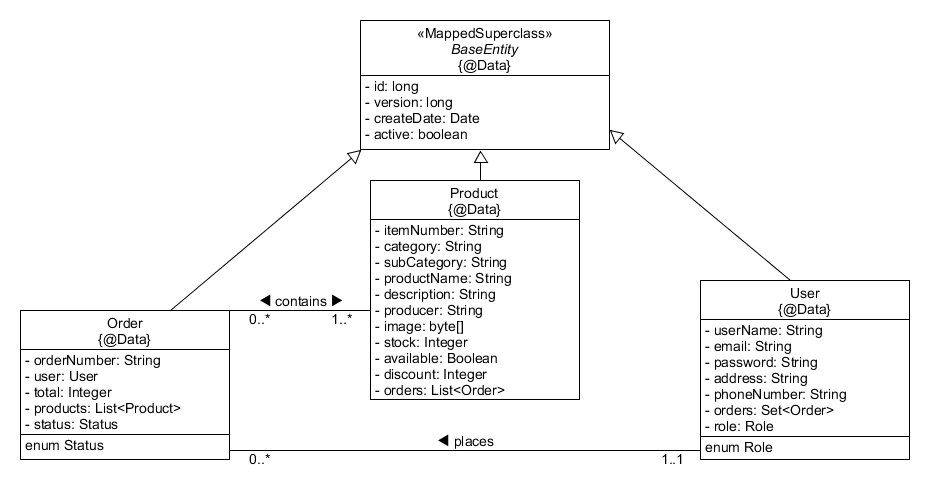 «MappedSuperclass»
BaseEntity
{@Data}
- id: long
- version: long
- createDate: Date
- active: boolean
Product
{@Data}
- itemNumber: String
- category: String
- subCategory: String
- productName: String
- description: String
- producer: String
- image: byte[]
- stock: Integer
- available: Boolean
- discount: Integer
- orders: List<Order>
◀ contains ▶
0..*
1..*
Order
{@Data}
- orderNumber: String
- user: User
- total: Integer
- products: List<Product>
- status: Status
enum Status
User
{@Data}
- userName: String
- email: String
- password: String
- address: String
- phoneNumber: String
- orders: Set<Order>
- role: Role
enum Role
◀ places
0..*
1..1